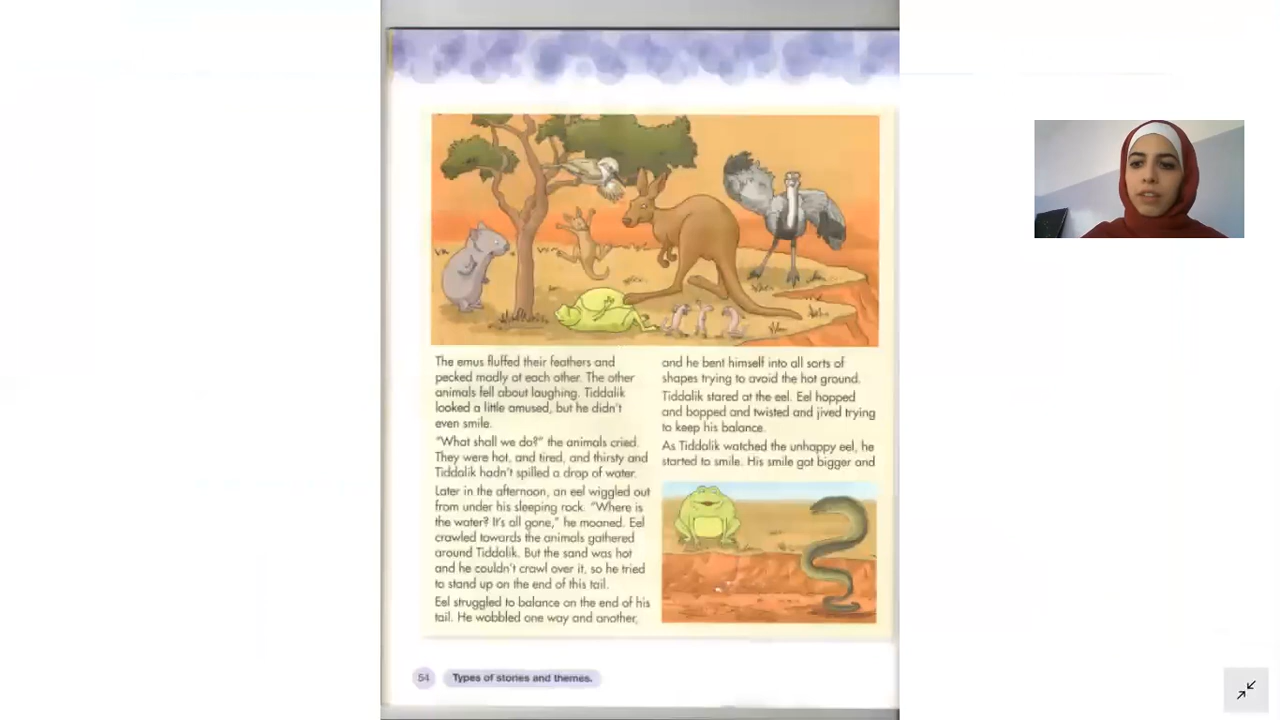 The emus fluffed their feathers and
pecked madly at each other. The other
animals fell about laughing. Tiddalik
looked a little amused, but he didn't
even smile.
"What shall we do?" the animals cried.
They were hot, and tired, and thirsty and
Tiddalik hadn't spilled a drop of water.
Later in the afternoon, an eel wiggled out
from under his sleeping rock. "Where is
the water? It's all gone," he moaned. Eel
crawled towards the animals gathered
around Tiddalik. But the sand was hot
and he couldn't crawl over it, so he tried
to stand up on the end of this tail.
Eel struggled to balance on the end of his
tail. He wobbled one way and another,
and he bent himself into all sorts of
shapes trying to avoid the hot ground.
Tiddalik stared at the eel. Eel hopped
and bopped and twisted and jived trying
to keep his balance.
As Tiddalik watched the unhappy eel, he
started to smile. His smile got bigger and
54 Types of stories and themes.